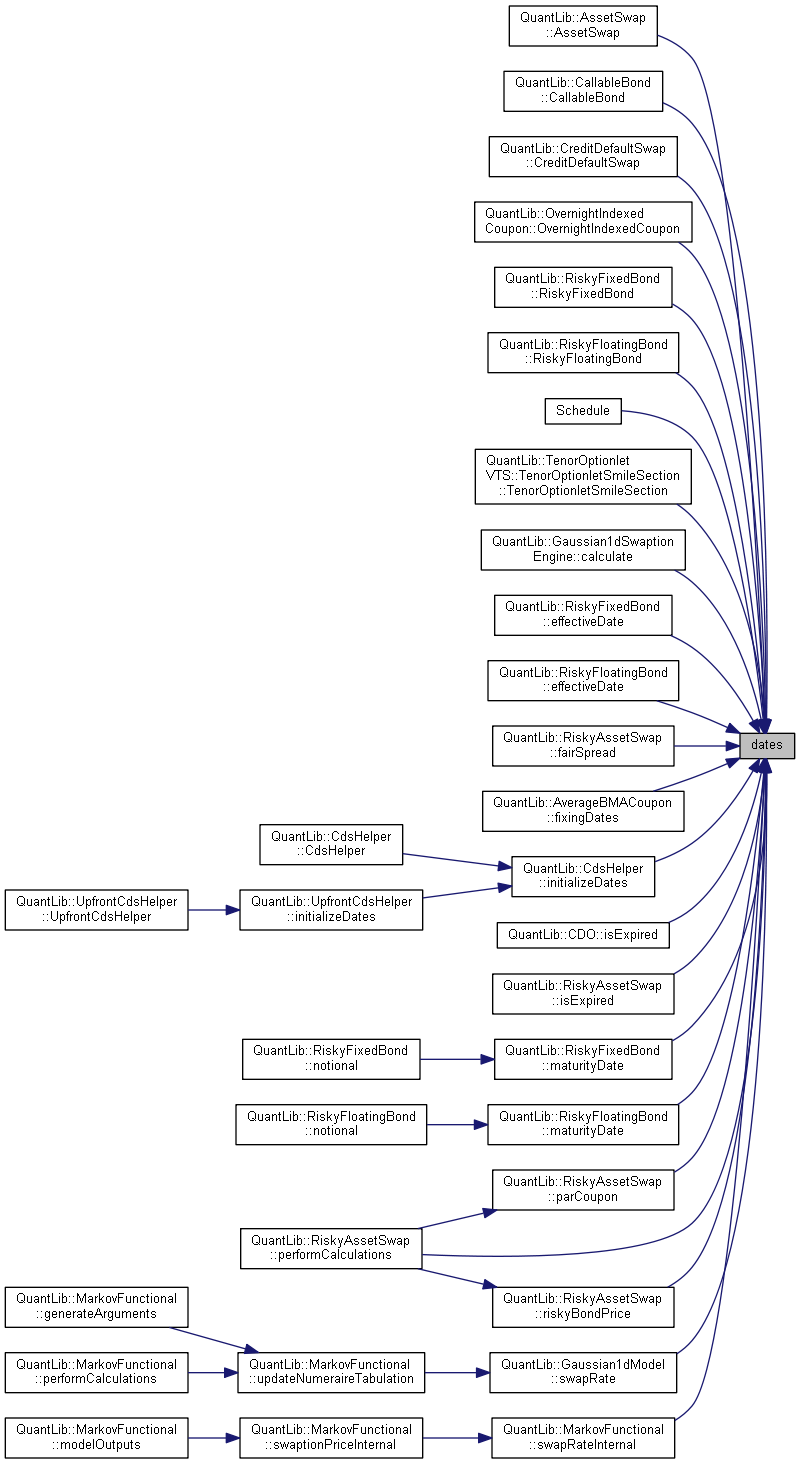 QuantLib::AssetSwap
::AssetSwap
QuantLib::CallableBond
::CallableBond
QuantLib::CreditDefaultSwap
::CreditDefaultSwap
QuantLib::OvernightIndexed
Coupon::OvernightIndexedCoupon
QuantLib::RiskyFixedBond
::RiskyFixedBond
QuantLib::RiskyFloatingBond
::RiskyFloatingBond
Schedule
QuantLib::TenorOptionlet
VTS::TenorOptionletSmileSection
::TenorOptionletSmileSection
QuantLib::Gaussian1dSwaption
Engine::calculate
QuantLib::RiskyFixedBond
::effectiveDate
QuantLib::RiskyFloatingBond
::effectiveDate
QuantLib::RiskyAssetSwap
::fairSpread
dates
QuantLib::AverageBMACoupon
::fixingDates
QuantLib::CdsHelper
::CdsHelper
QuantLib::CdsHelper
::initializeDates
QuantLib::UpfrontCdsHelper
::UpfrontCdsHelper
QuantLib::UpfrontCdsHelper
::initializeDates
QuantLib::CDO::isExpired
QuantLib::RiskyAssetSwap
::isExpired
QuantLib::RiskyFixedBond
::notional
QuantLib::RiskyFixedBond
::maturityDate
QuantLib::RiskyFloatingBond
::notional
QuantLib::RiskyFloatingBond
::maturityDate
QuantLib::RiskyAssetSwap
::parCoupon
QuantLib::RiskyAssetSwap
::performCalculations
QuantLib::RiskyAssetSwap
::riskyBondPrice
QuantLib::MarkovFunctional
::generateArguments
QuantLib::MarkovFunctional
::performCalculations
QuantLib::MarkovFunctional
::updateNumeraireTabulation
QuantLib::Gaussian1dModel
::swapRate
QuantLib::MarkovFunctional
::modelOutputs
QuantLib::MarkovFunctional
::swaptionPriceInternal
QuantLib::MarkovFunctional
::swapRateInternal